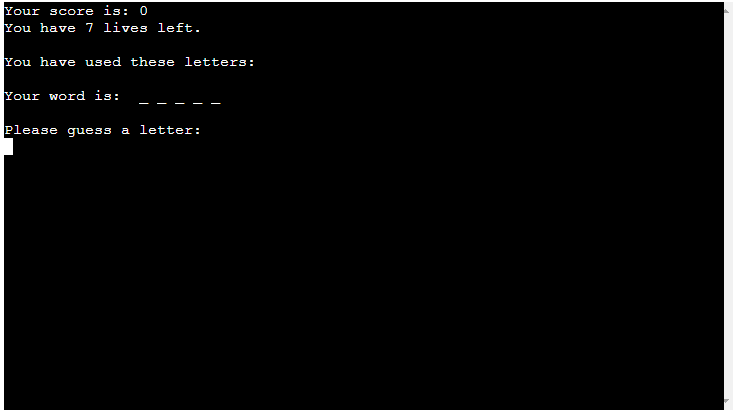 Your score is: 0
You have 7 lives left.
You have used these letters:
Your word is:  _ _ _ _ _
Please guess a letter: